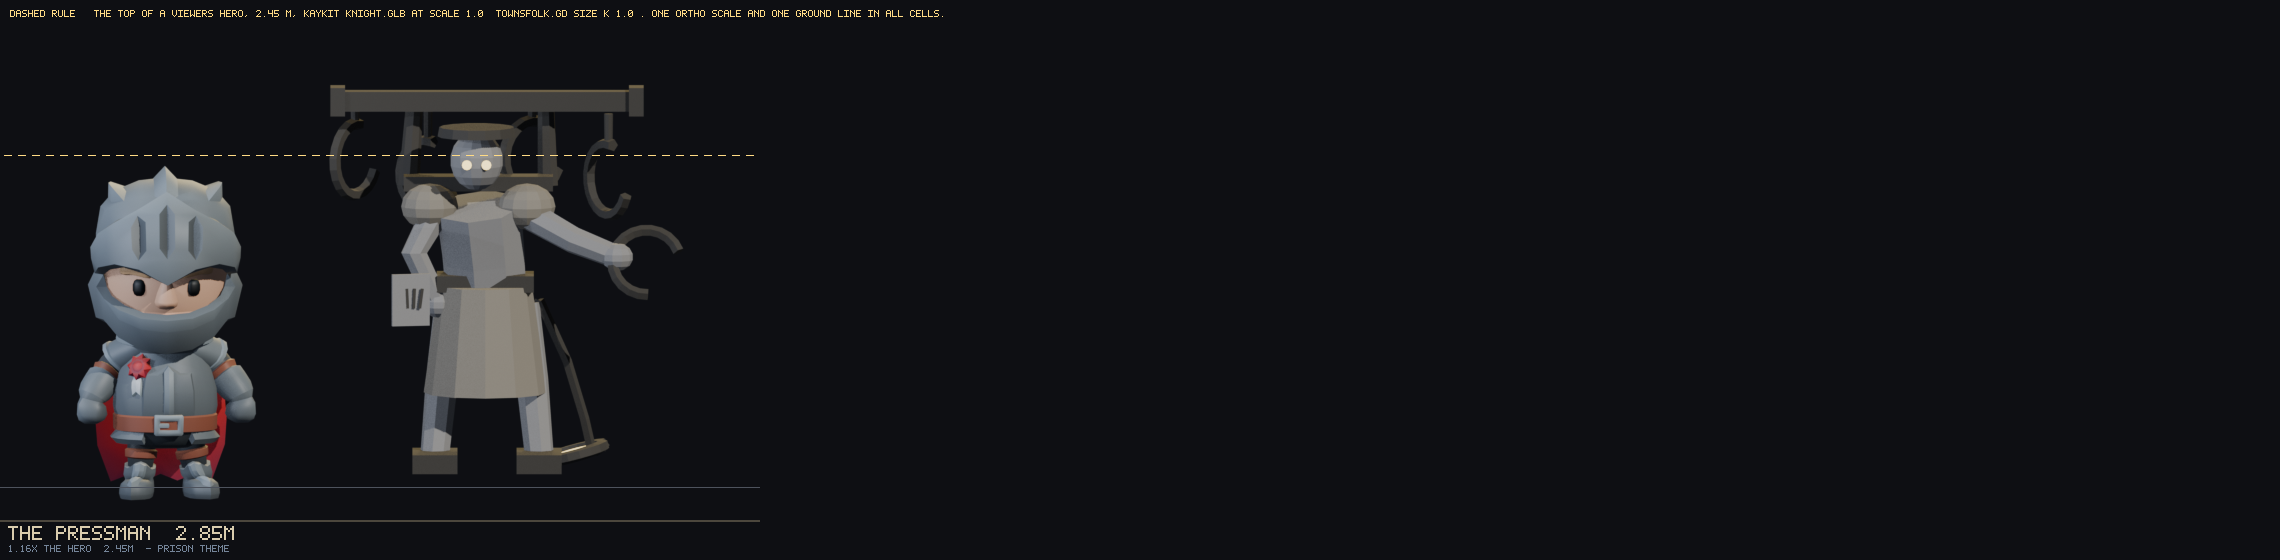 DASHED RULE   THE TOP OF A VIEWERS HERO, 2.45 M, KAYKIT KNIGHT.GLB AT SCALE 1.0  TOWNSFOLK.GD SIZE K 1.0 . ONE ORTHO SCALE AND ONE GROUND LINE IN ALL CELLS.
THE PRESSMAN  2.85M
1.16X THE HERO  2.45M  - PRISON THEME